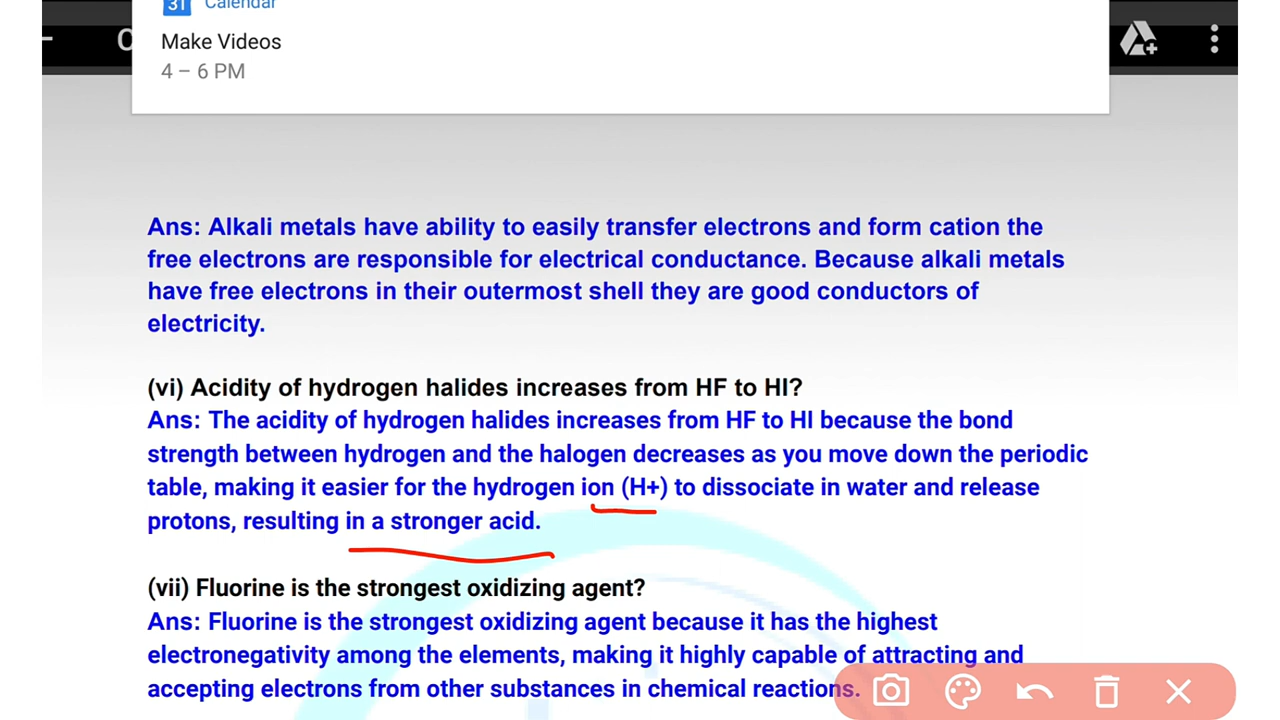 31 Calendar
Make Videos
4 – 6 PM
Ans: Alkali metals have ability to easily transfer electrons and form cation the
free electrons are responsible for electrical conductance. Because alkali metals
have free electrons in their outermost shell they are good conductors of
electricity.
(vi) Acidity of hydrogen halides increases from HF to HI?
Ans: The acidity of hydrogen halides increases from HF to HI because the bond
strength between hydrogen and the halogen decreases as you move down the periodic
table, making it easier for the hydrogen ion (H+) to dissociate in water and release
protons, resulting in a stronger acid.
(vii) Fluorine is the strongest oxidizing agent?
Ans: Fluorine is the strongest oxidizing agent because it has the highest
electronegativity among the elements, making it highly capable of attracting and
accepting electrons from other substances in chemical reactions.